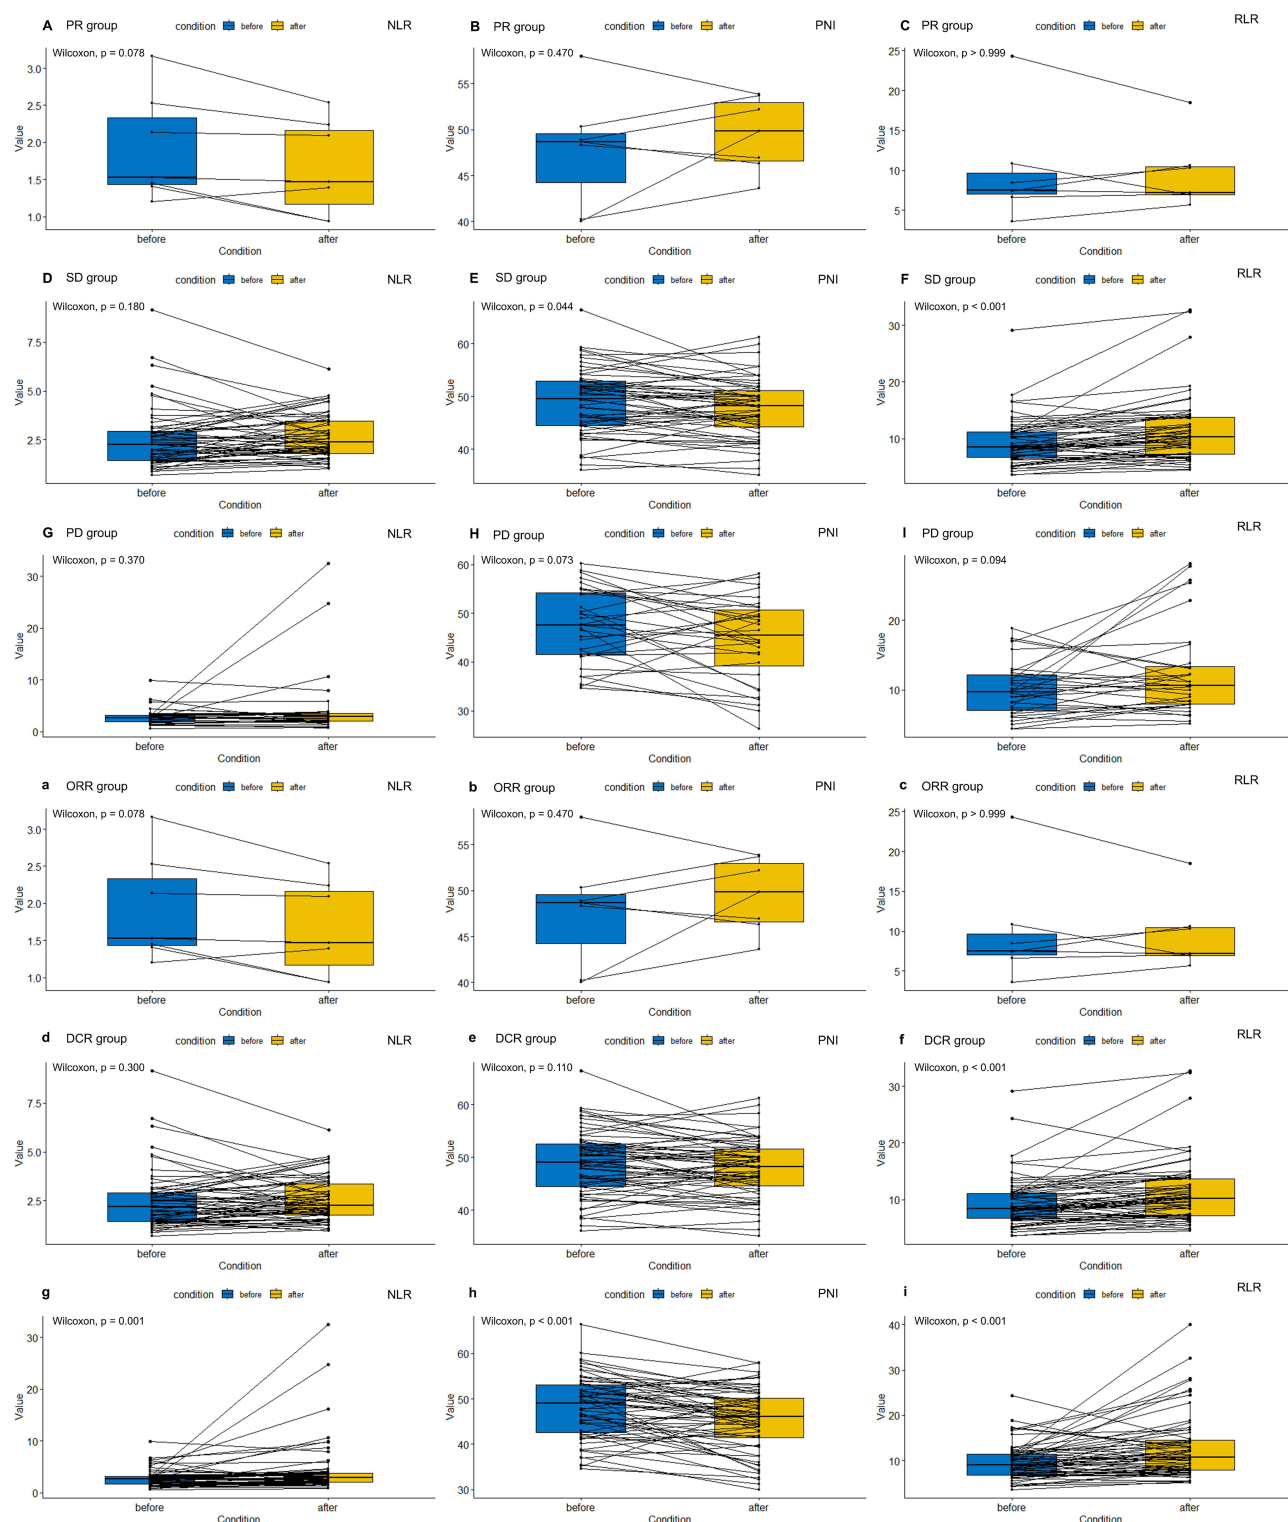 A PR group condition before after NLR
Wilcoxon, p = 0.078
3.0
2.5
2.0
1.5
1.0
Value
before after
Condition
B PR group condition before after PNI
Wilcoxon, p = 0.470
55
50
45
40
Value
before after
Condition
C PR group condition before after RLR
Wilcoxon, p > 0.999
25
20
15
10
5
Value
before after
Condition
D SD group condition before after NLR
Wilcoxon, p = 0.180
7.5
5.0
2.5
Value
before after
Condition
E SD group condition before after PNI
Wilcoxon, p = 0.044
60
50
40
Value
before after
Condition
F SD group condition before after RLR
Wilcoxon, p < 0.001
30
20
10
Value
before after
Condition
G PD group condition before after NLR
Wilcoxon, p = 0.370
30
20
10
0
Value
before after
Condition
H PD group condition before after PNI
Wilcoxon, p = 0.073
60
50
40
30
Value
before after
Condition
I PD group condition before after RLR
Wilcoxon, p = 0.094
20
10
Value
before after
Condition
a ORR group condition before after NLR
Wilcoxon, p = 0.078
3.0
2.5
2.0
1.5
1.0
Value
before after
Condition
b ORR group condition before after PNI
Wilcoxon, p = 0.470
55
50
45
40
Value
before after
Condition
c ORR group condition before after RLR
Wilcoxon, p > 0.999
25
20
15
10
5
Value
before after
Condition
d DCR group condition before after NLR
Wilcoxon, p = 0.300
7.5
5.0
2.5
Value
before after
Condition
e DCR group condition before after PNI
Wilcoxon, p = 0.110
60
50
40
Value
before after
Condition
f DCR group condition before after RLR
Wilcoxon, p < 0.001
30
20
10
Value
before after
Condition
g condition before after NLR
Wilcoxon, p = 0.001
30
20
10
0
Value
before after
Condition
h condition before after PNI
Wilcoxon, p < 0.001
60
50
40
30
Value
before after
Condition
i condition before after RLR
Wilcoxon, p < 0.001
40
30
20
10
Value
before after
Condition